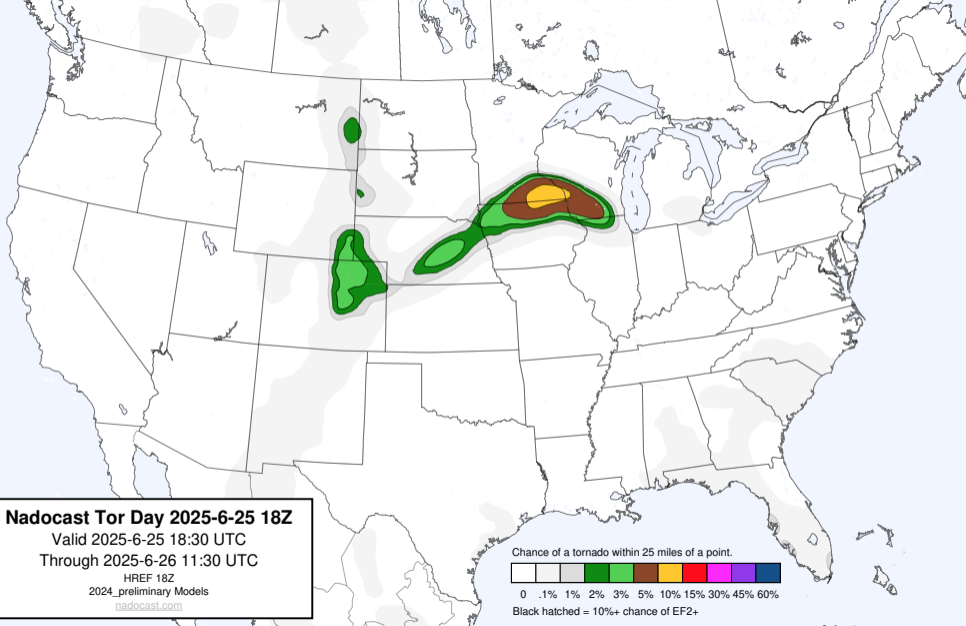 Nadocast Tor Day 2025-6-25 18Z
Valid 2025-6-25 18:30 UTC
Through 2025-6-26 11:30 UTC
HREF 18Z
2024_preliminary Models
nadocast.com
Chance of a tornado within 25 miles of a point.
0 .1% 1% 2% 3% 5% 10% 15% 30% 45% 60%
Black hatched = 10%+ chance of EF2+